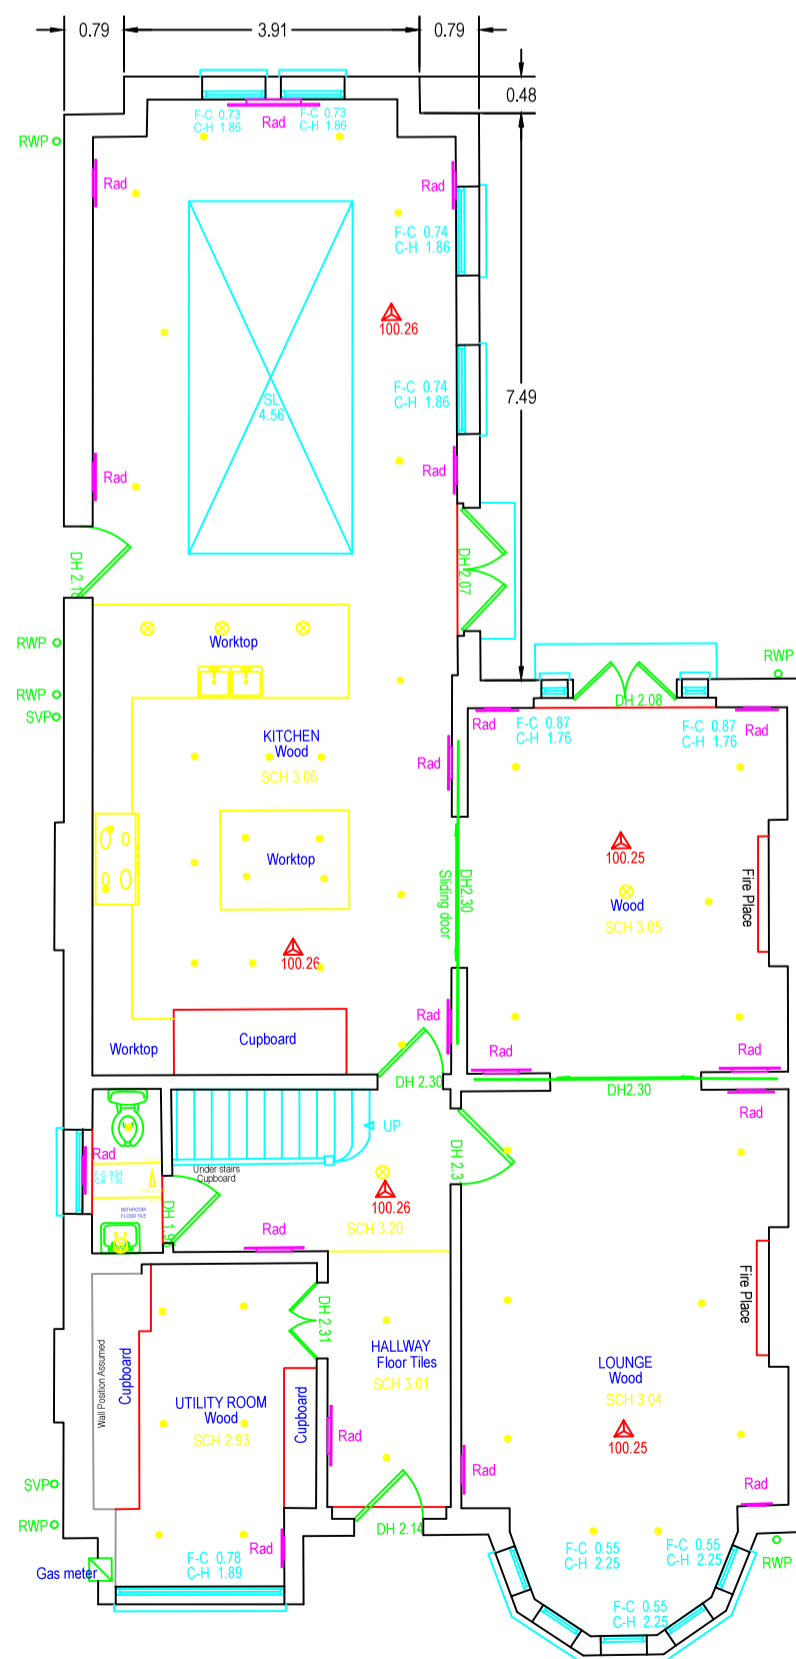 0.79
3.91
0.79
0.48
F-C 0.73
C-H 1.86
F-C 0.73
C-H 1.86
Rad
RWP
Rad
Rad
F-C 0.74
C-H 1.86
100.26
F-C 0.74
C-H 1.86
7.49
SL
4.56
Rad
Rad
DH 2.07
RWP
Worktop
RWP
RWP
SVP
DH 2.08
Rad
F-C 0.87
C-H 1.76
F-C 0.87
C-H 1.76
Rad
KITCHEN
Wood
SCH 3.06
Rad
100.25
Worktop
DH2.30
Sliding door
Wood
SCH 3.05
Fire Place
100.26
Rad
Worktop
Cupboard
Rad
Rad
DH 2.30
DH2.30
Rad
UP
Rad
Under stairs
Cupboard
BATHROOM
FLOOR TILE
100.26
SCH 3.20
Rad
DH 2.31
Fire Place
Wall Position Assumed
Cupboard
HALLWAY
Floor Tiles
SCH 3.01
UTILITY ROOM
Wood
SCH 2.93
Cupboard
LOUNGE
Wood
SCH 3.04
100.25
Rad
Rad
Rad
SVP
RWP
DH 2.14
Rad
F-C 0.78
C-H 1.89
Gas meter
F-C 0.55
C-H 2.25
F-C 0.55
C-H 2.25
F-C 0.55
C-H 2.25
RWP